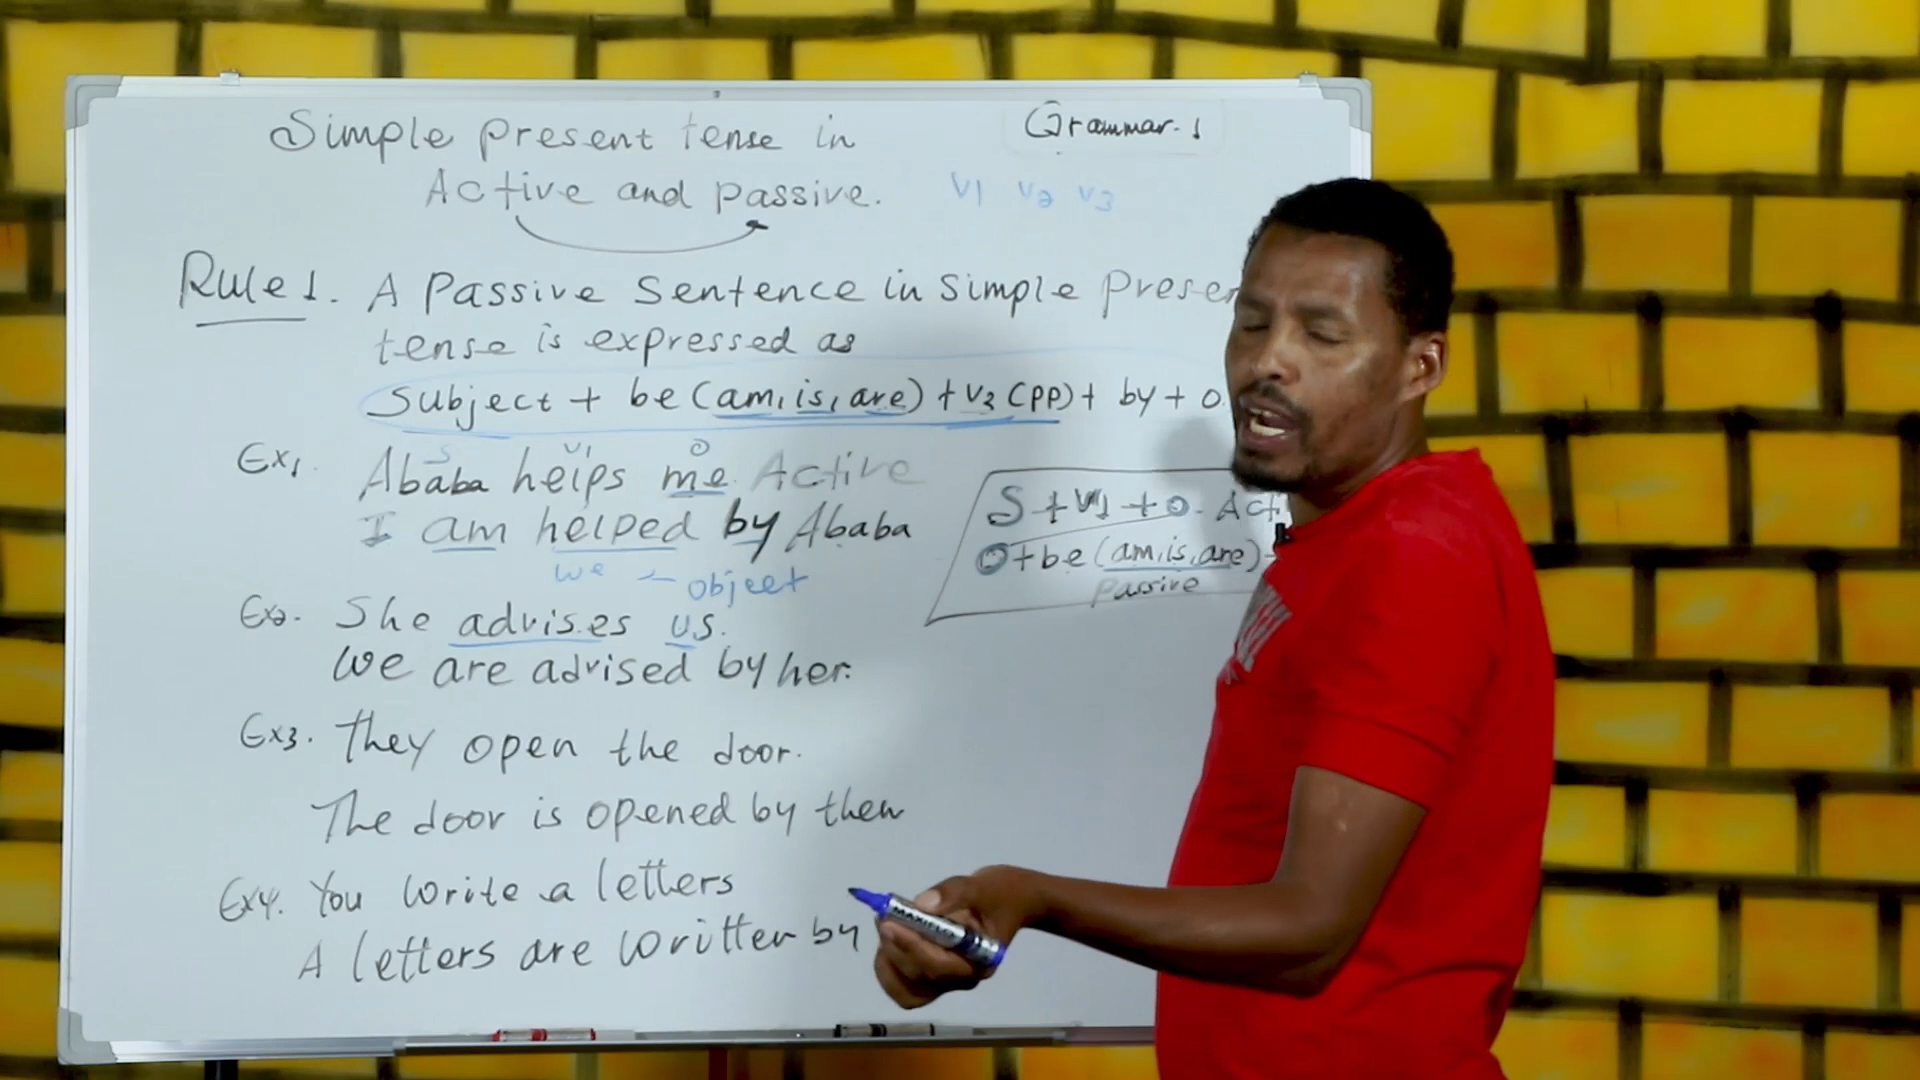 Simple present tense in
Grammar. 1
Active and passive.
V1 V2 V3
Rule 1. A passive sentence in simple presen
tense is expressed as
Subject + be (am, is, are) + V3 (PP) + by + o
S V1 O
Ex1. Ababa helps me. Active
I am helped by Ababa
we - object
S + V1 + O. Act
O + be (am, is, are) +
passive
Ex2. She advises us.
we are advised by her.
Ex3. They open the door.
The door is opened by them
Ex4. You write a letters
A letters are written by
MAXIFLO